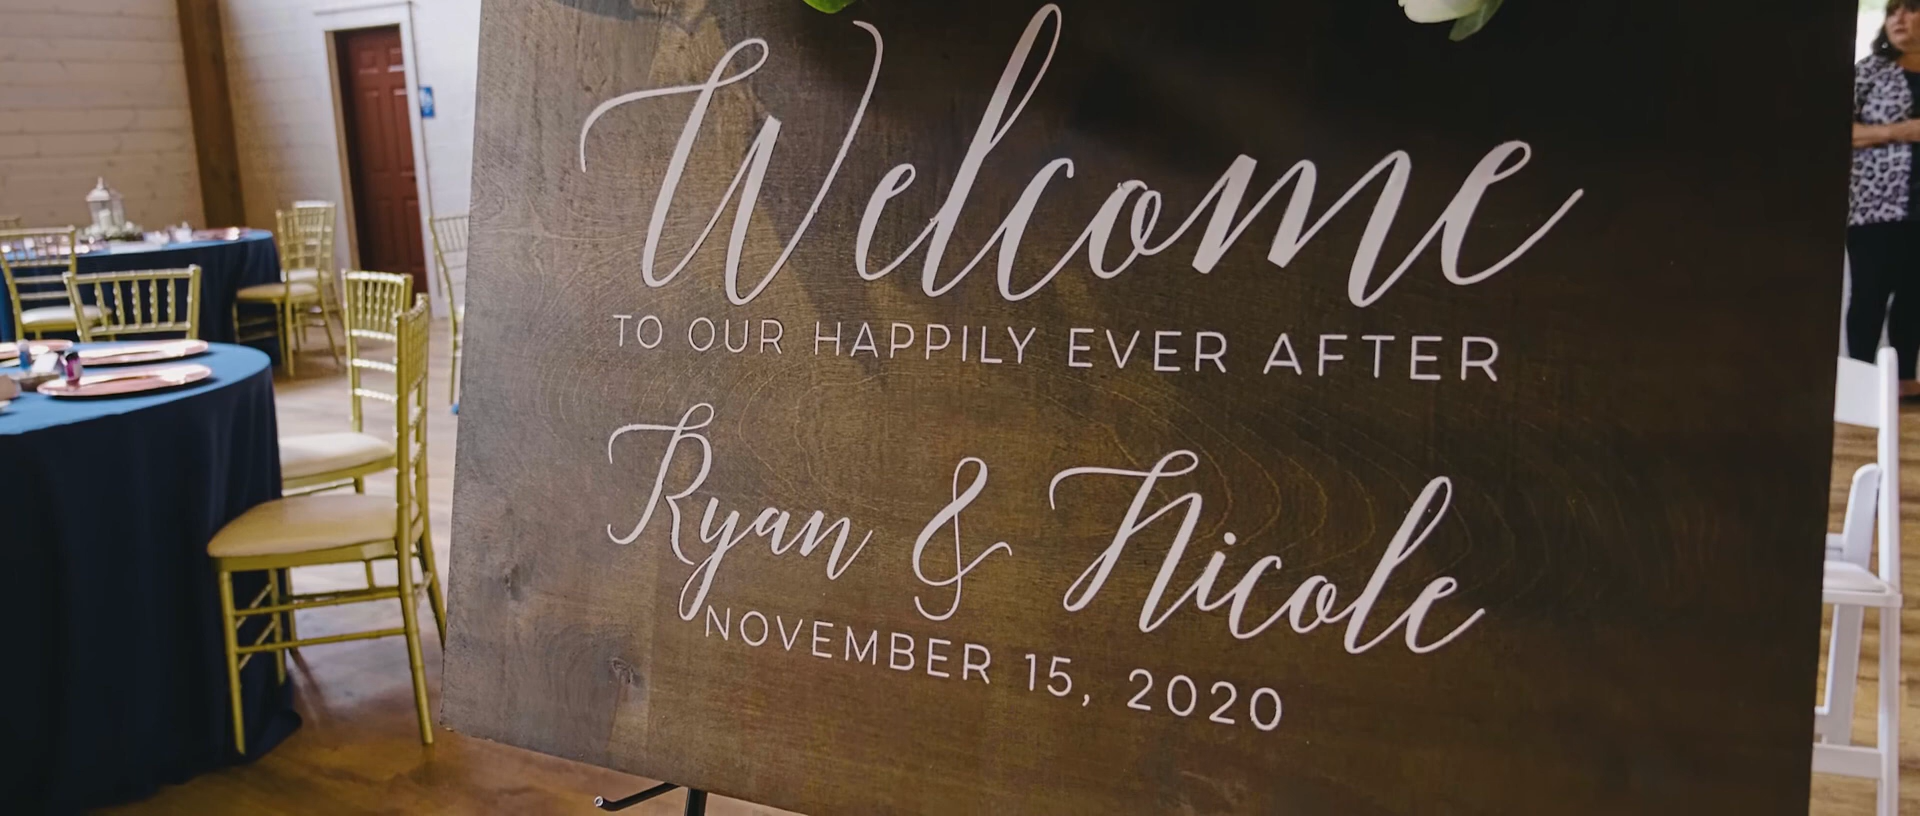 Welcome
TO OUR HAPPILY EVER AFTER
Ryan & Nicole
NOVEMBER 15, 2020